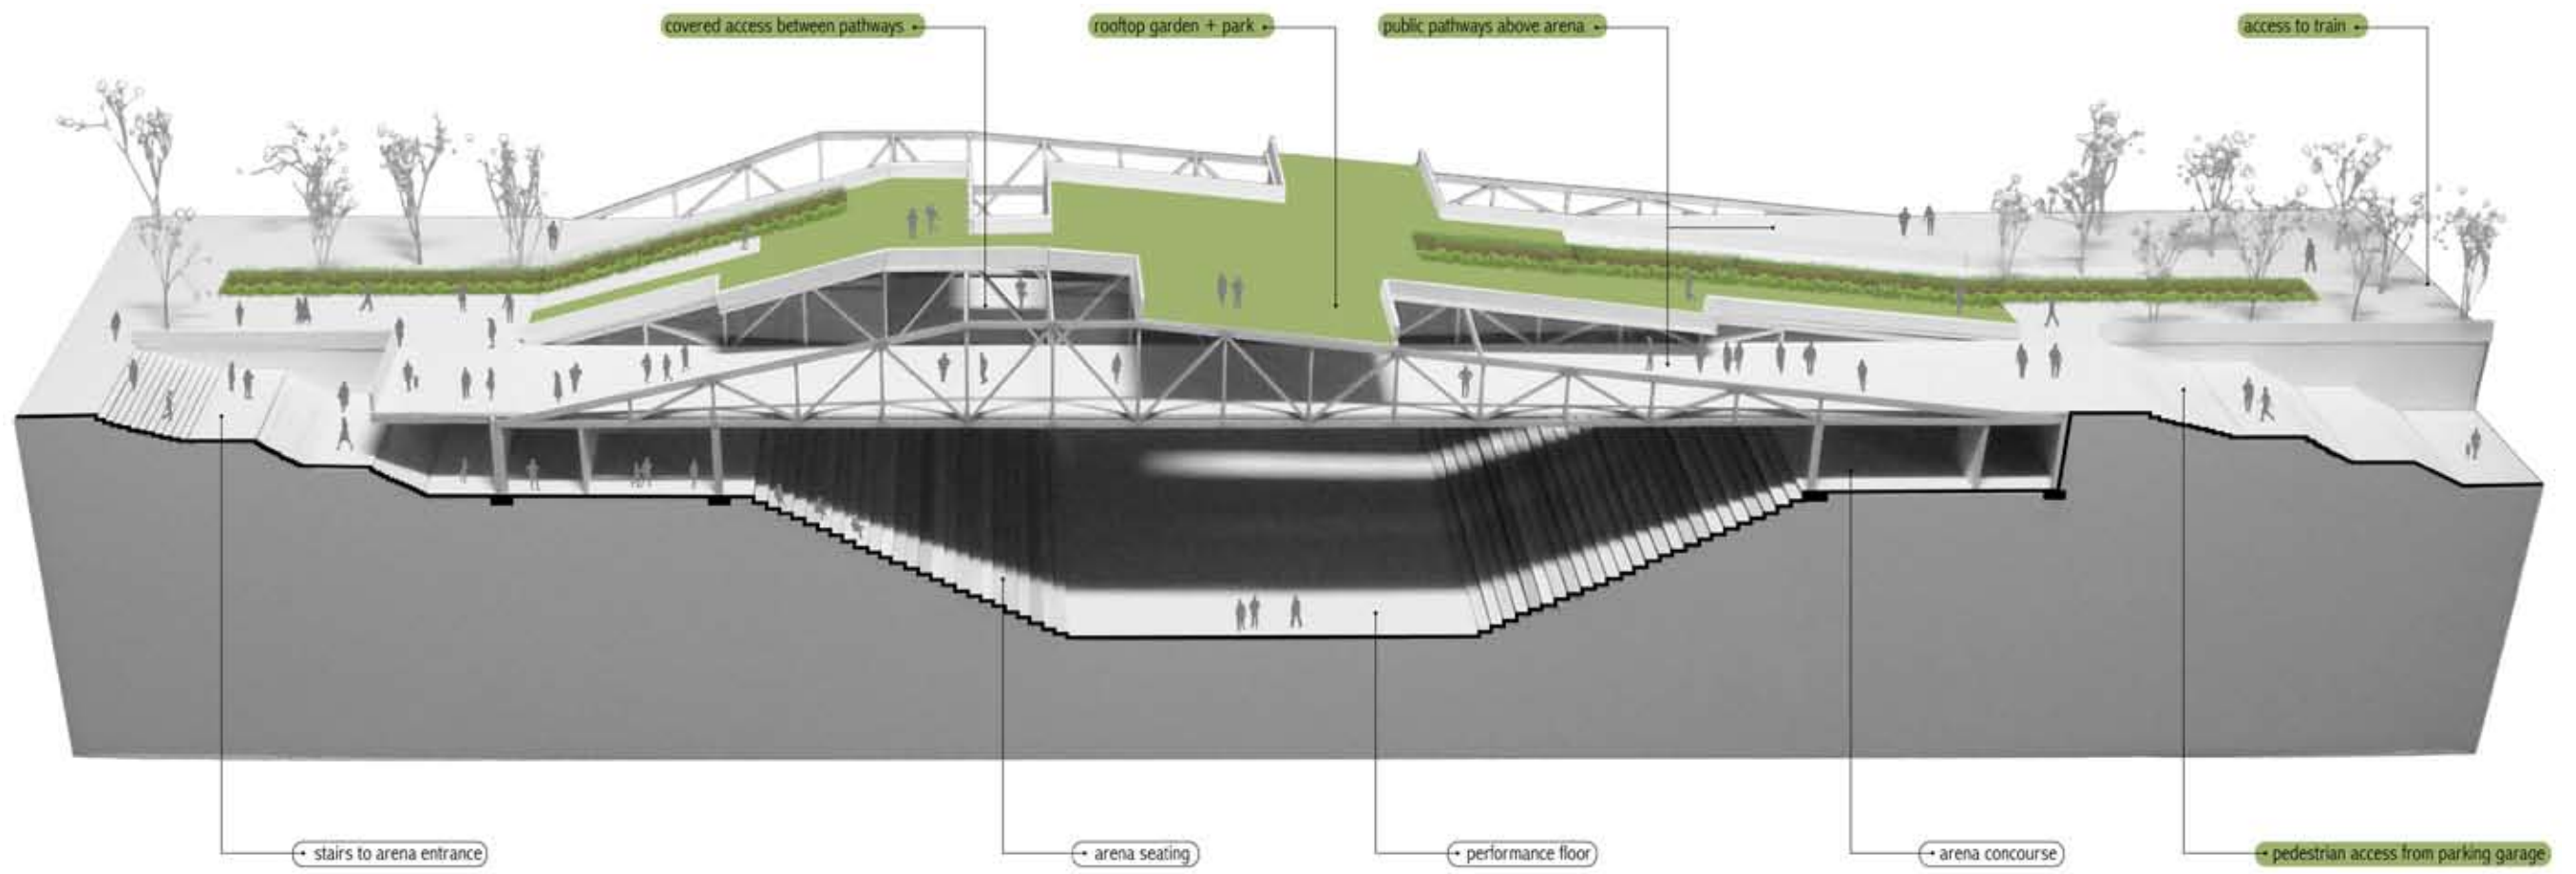 covered access between pathways
rooftop garden + park
public pathways above arena
access to train
stairs to arena entrance
arena seating
performance floor
arena concourse
pedestrian access from parking garage